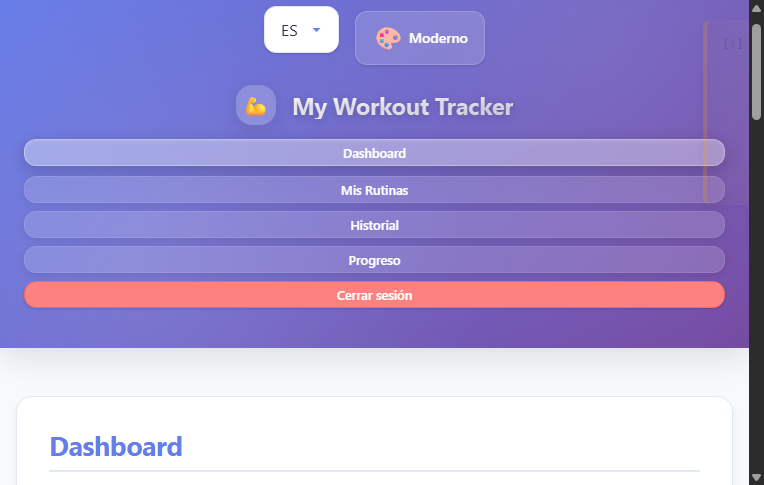 ES
Moderno
[!]
My Workout Tracker
Dashboard
Mis Rutinas
Historial
Progreso
Cerrar sesión
Dashboard